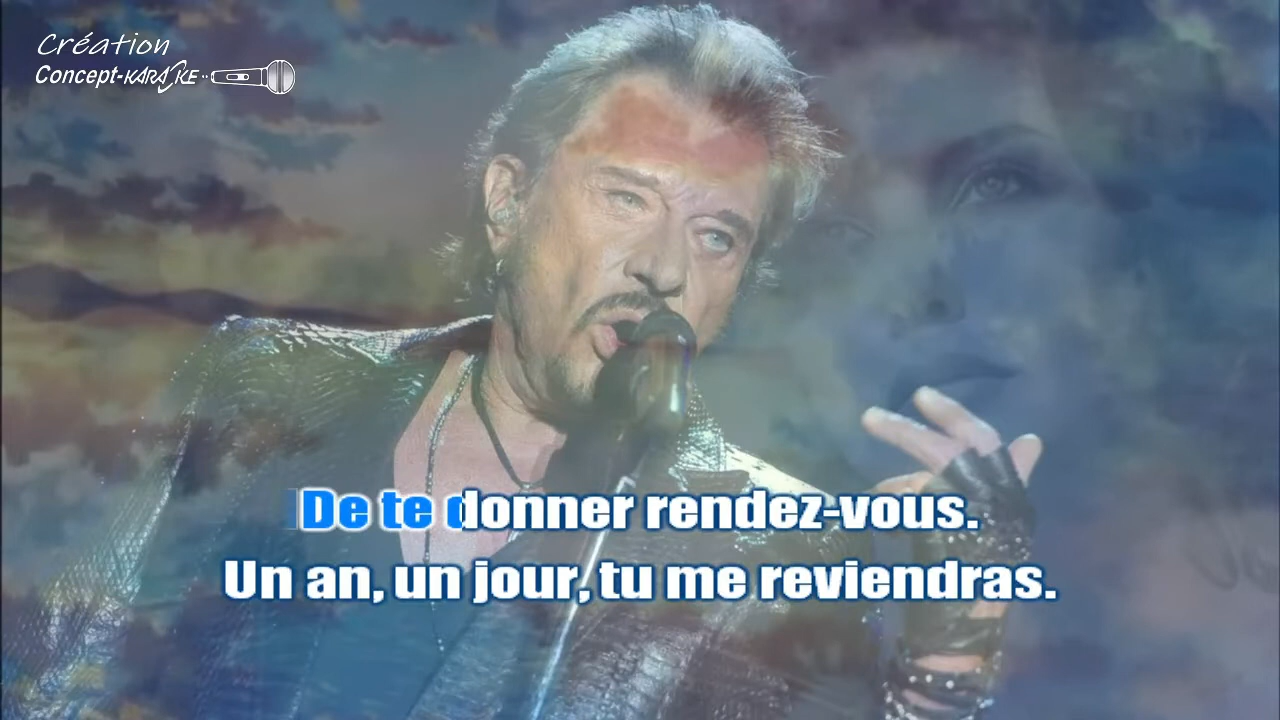 Création
Concept-KARAOKE
De te donner rendez-vous.
Un an, un jour, tu me reviendras.